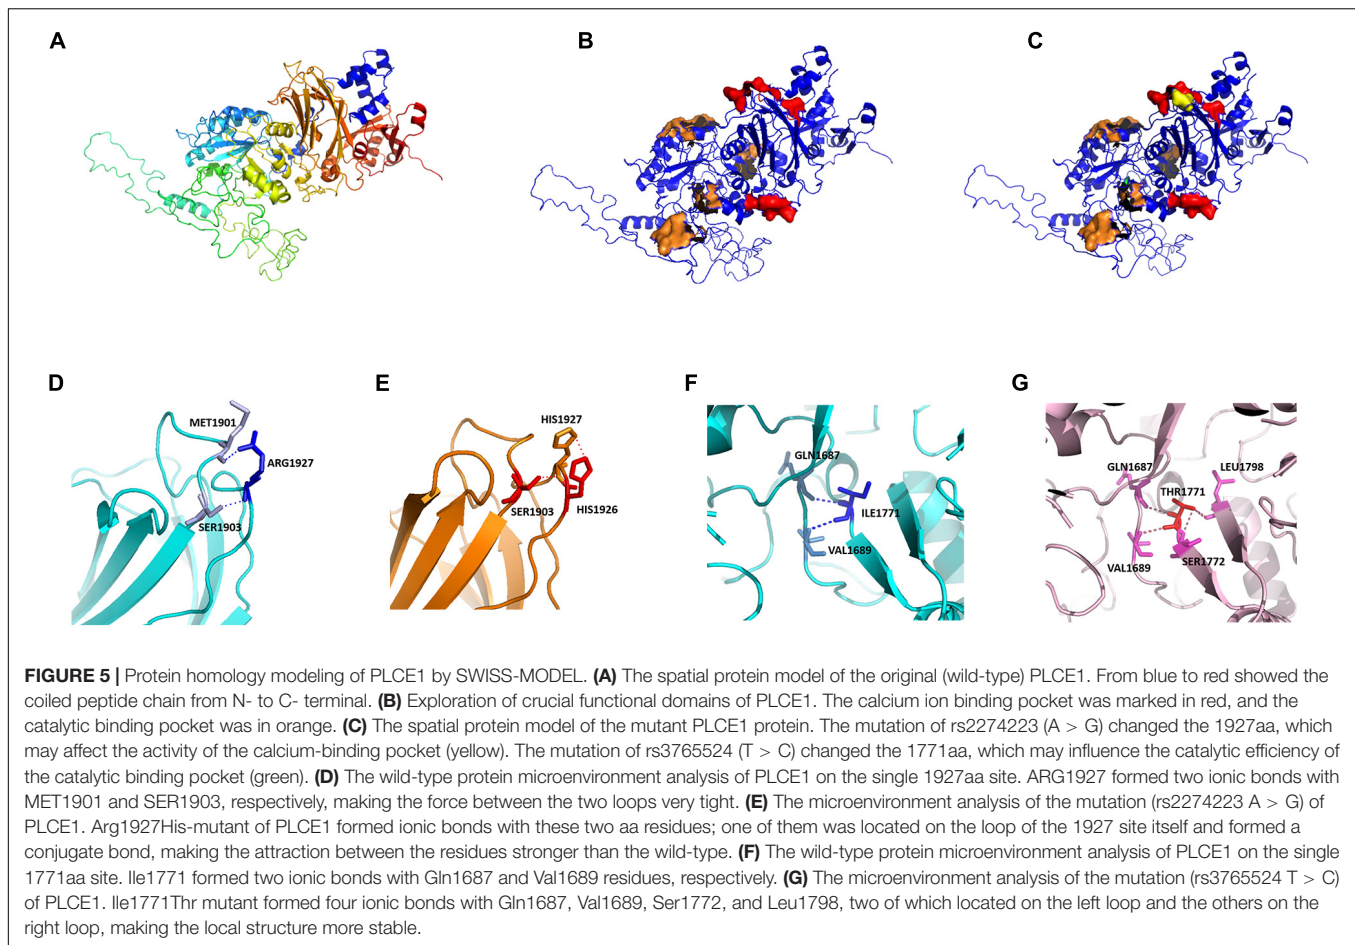 A
B
C
D
MET1901
ARG1927
SER1903
E
HIS1927
SER1903
HIS1926
F
GLN1687
ILE1771
VAL1689
G
GLN1687
LEU1798
THR1771
VAL1689
SER1772
FIGURE 5 | Protein homology modeling of PLCE1 by SWISS-MODEL. (A) The spatial protein model of the original (wild-type) PLCE1. From blue to red showed the
coiled peptide chain from N- to C- terminal. (B) Exploration of crucial functional domains of PLCE1. The calcium ion binding pocket was marked in red, and the
catalytic binding pocket was in orange. (C) The spatial protein model of the mutant PLCE1 protein. The mutation of rs2274223 (A > G) changed the 1927aa, which
may affect the activity of the calcium-binding pocket (yellow). The mutation of rs3765524 (T > C) changed the 1771aa, which may influence the catalytic efficiency of
the catalytic binding pocket (green). (D) The wild-type protein microenvironment analysis of PLCE1 on the single 1927aa site. ARG1927 formed two ionic bonds with
MET1901 and SER1903, respectively, making the force between the two loops very tight. (E) The microenvironment analysis of the mutation (rs2274223 A > G) of
PLCE1. Arg1927His-mutant of PLCE1 formed ionic bonds with these two aa residues; one of them was located on the loop of the 1927 site itself and formed a
conjugate bond, making the attraction between the residues stronger than the wild-type. (F) The wild-type protein microenvironment analysis of PLCE1 on the single
1771aa site. Ile1771 formed two ionic bonds with Gln1687 and Val1689 residues, respectively. (G) The microenvironment analysis of the mutation (rs3765524 T > C)
of PLCE1. Ile1771Thr mutant formed four ionic bonds with Gln1687, Val1689, Ser1772, and Leu1798, two of which located on the left loop and the others on the
right loop, making the local structure more stable.